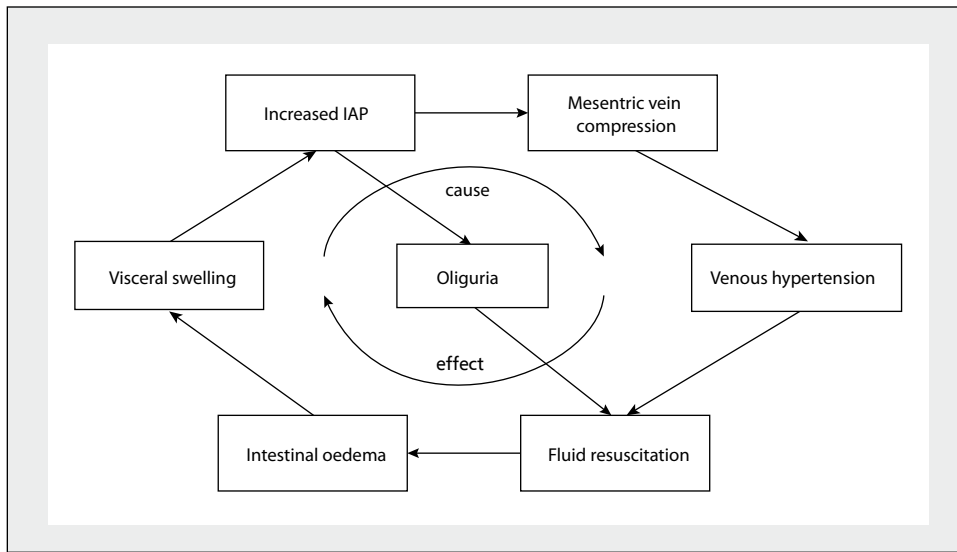 Increased IAP
Mesentric vein
compression
cause
Visceral swelling
Oliguria
Venous hypertension
effect
Intestinal oedema
Fluid resuscitation